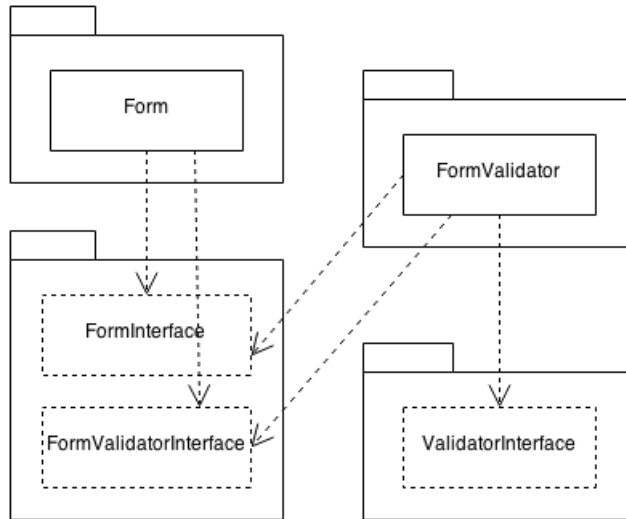 Form
FormValidator
FormInterface
FormValidatorInterface
ValidatorInterface